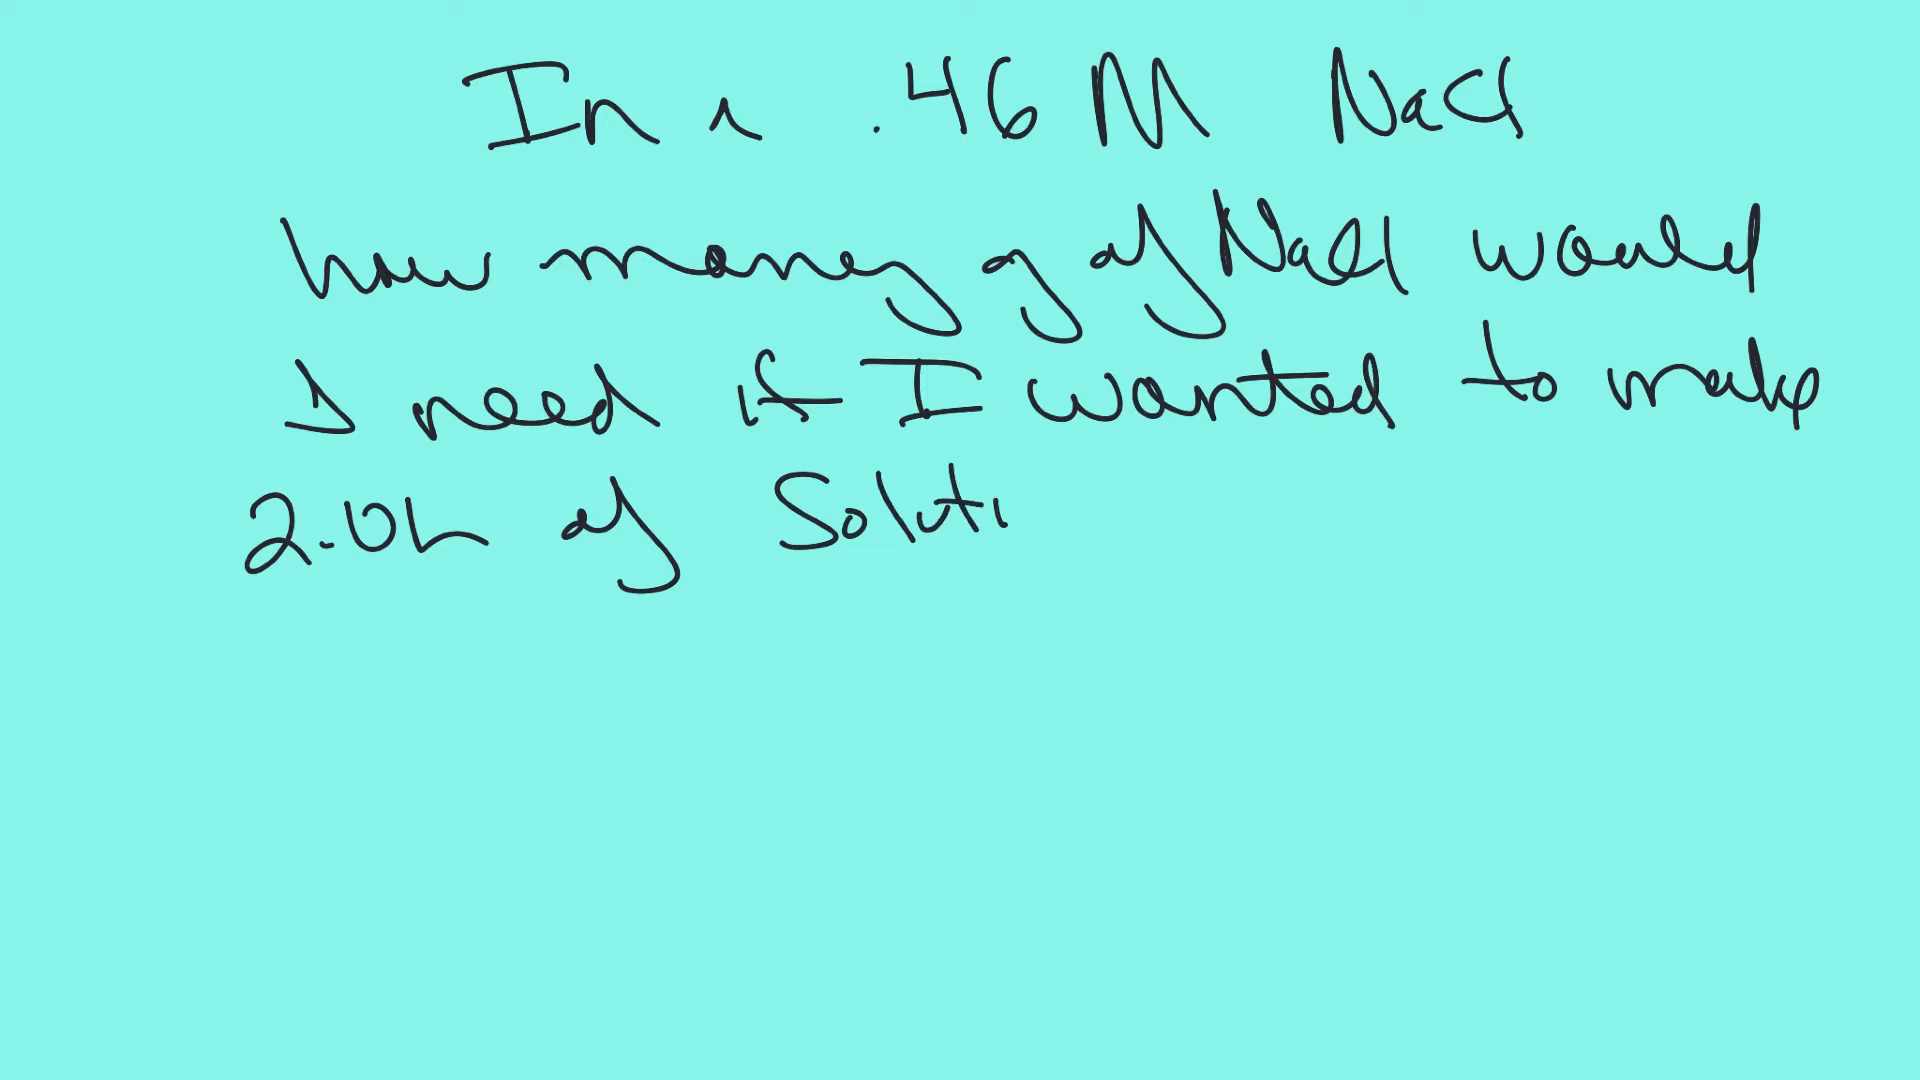 In a .46 M NaCl
how many g of NaCl would
I need if I wanted to make
2.0L of Soluti